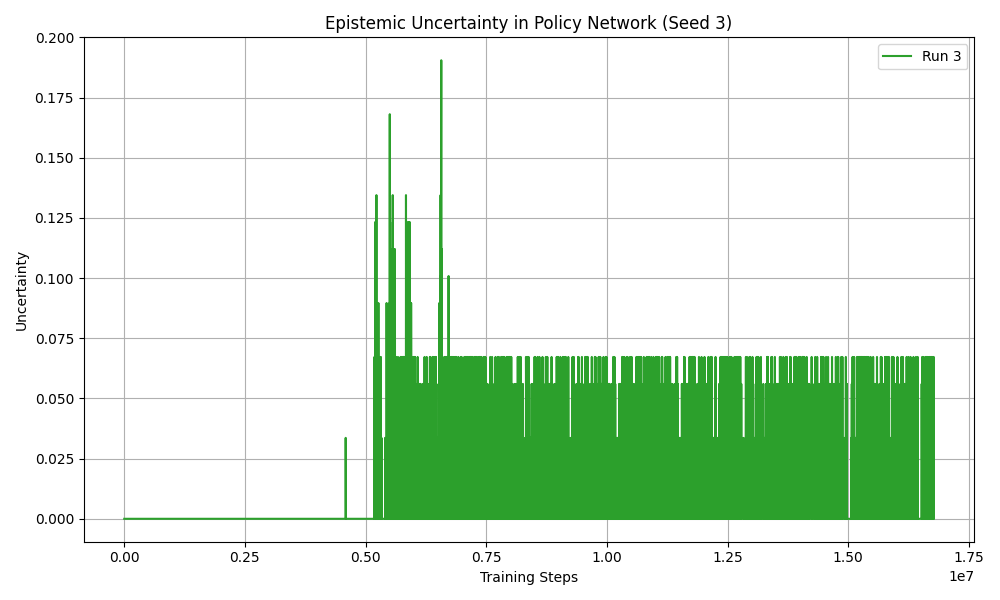 Epistemic Uncertainty in Policy Network (Seed 3)
Run 3
Uncertainty
0.200
0.175
0.150
0.125
0.100
0.075
0.050
0.025
0.000
0.00 0.25 0.50 0.75 1.00 1.25 1.50 1.75
1e7
Training Steps